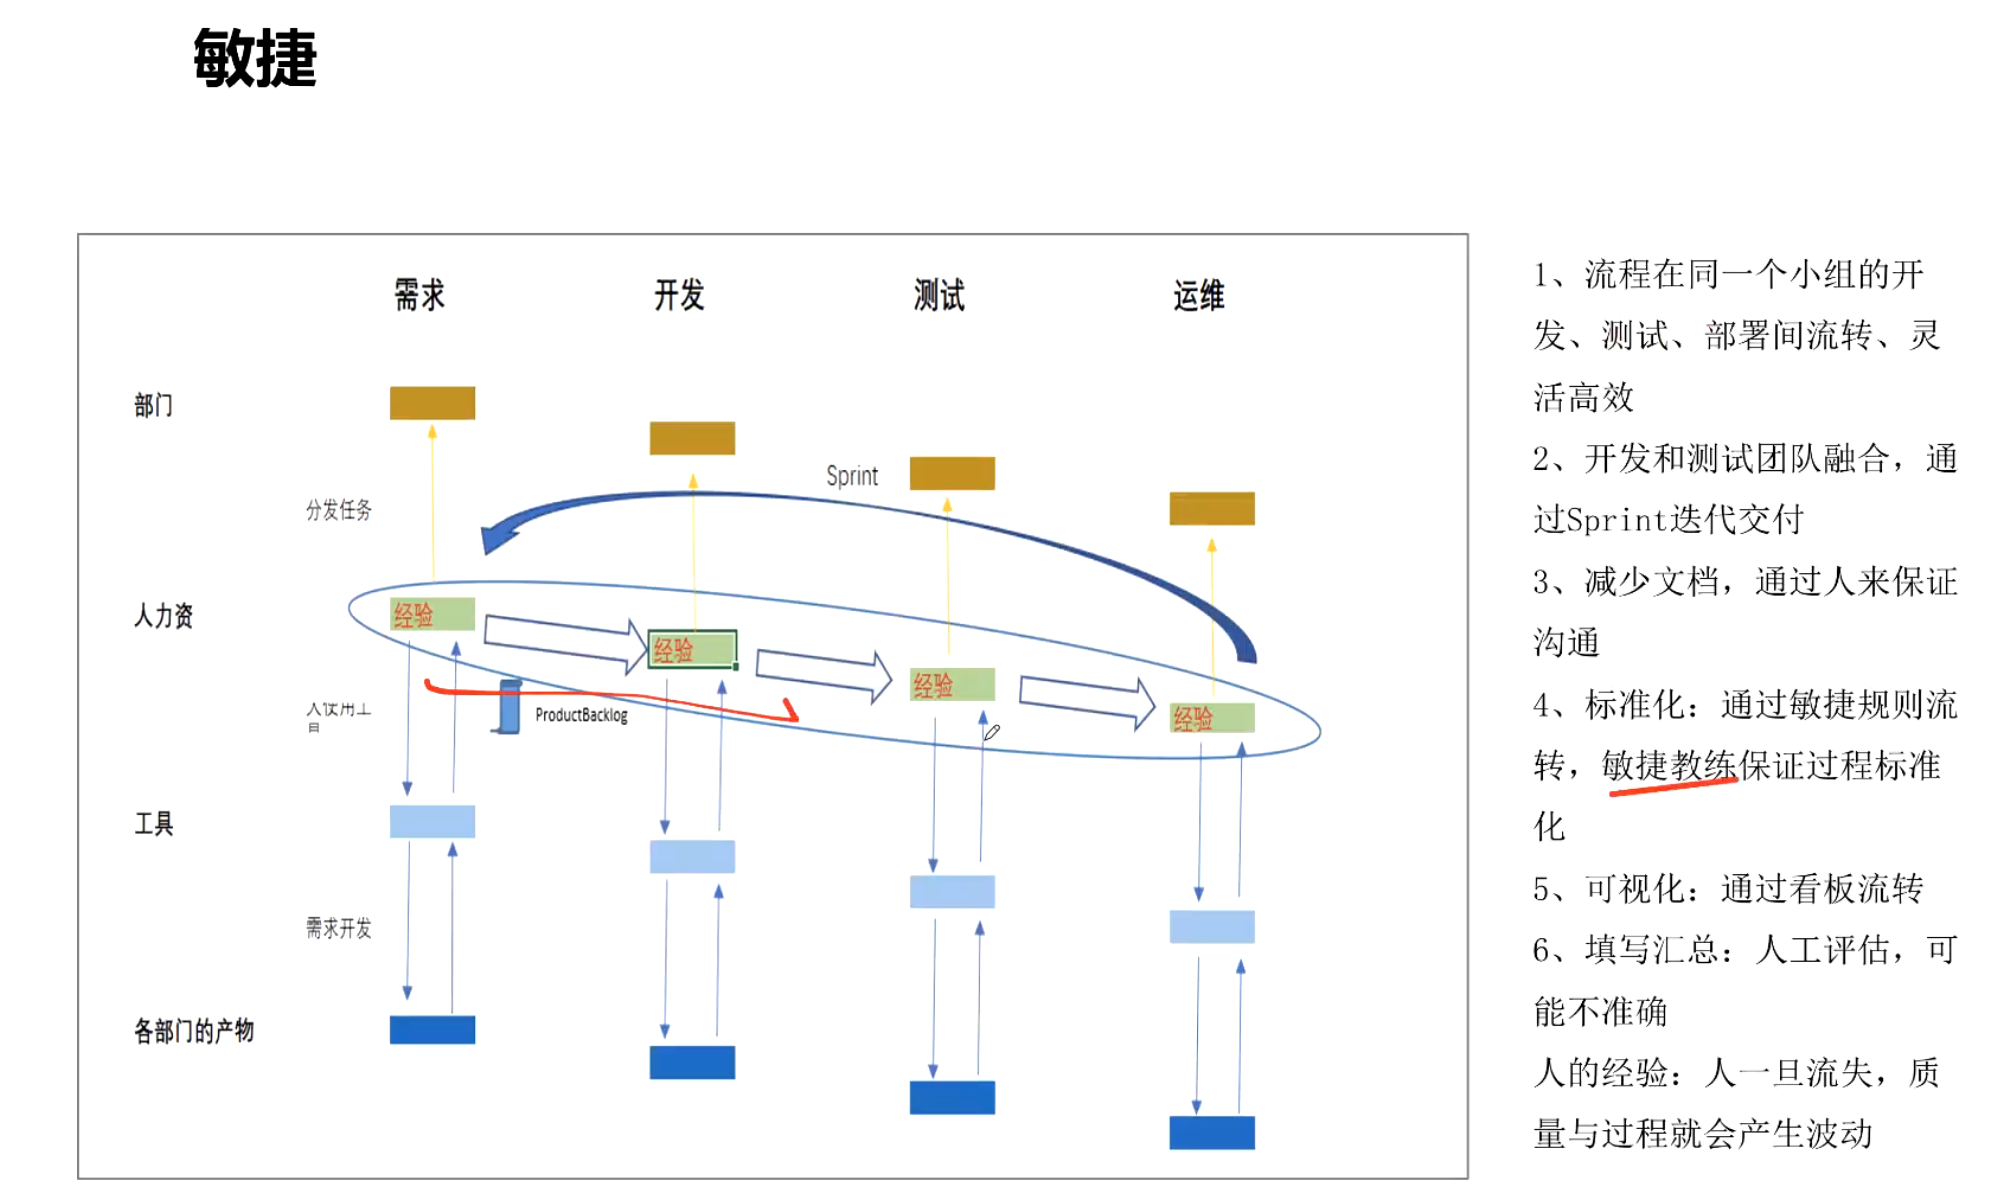 敏捷
需求 开发 测试 运维
部门
Sprint
分发任务
人力资
经验
经验
经验
经验
ProductBacklog
工具
需求开发
各部门的产物
1、流程在同一个小组的开
发、测试、部署间流转、灵
活高效
2、开发和测试团队融合，通
过Sprint迭代交付
3、减少文档，通过人来保证
沟通
4、标准化：通过敏捷规则流
转，敏捷教练保证过程标准
化
5、可视化：通过看板流转
6、填写汇总：人工评估，可
能不准确
人的经验：人一旦流失，质
量与过程就会产生波动